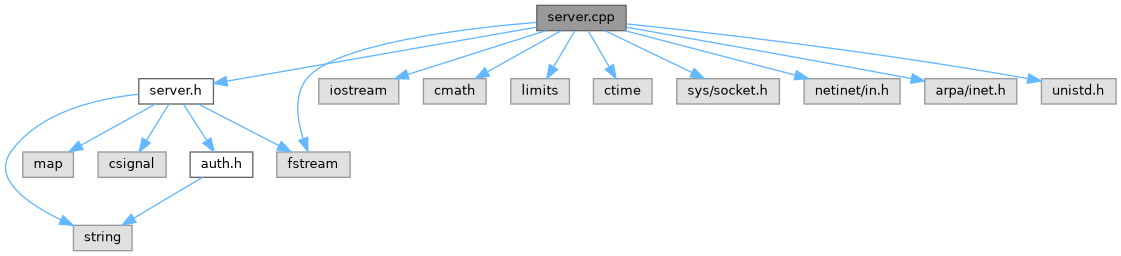 server.cpp
server.h
iostream
cmath
limits
ctime
sys/socket.h
netinet/in.h
arpa/inet.h
unistd.h
map
csignal
auth.h
fstream
string